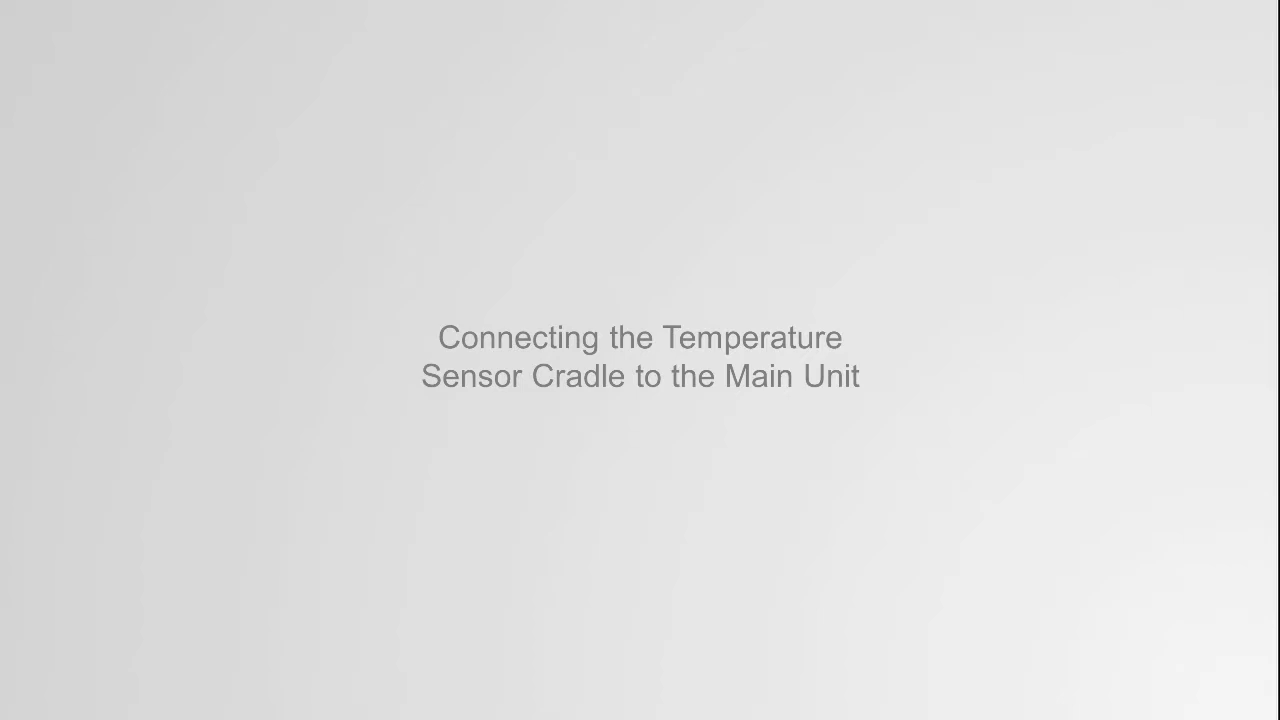 Connecting the Temperature
Sensor Cradle to the Main Unit